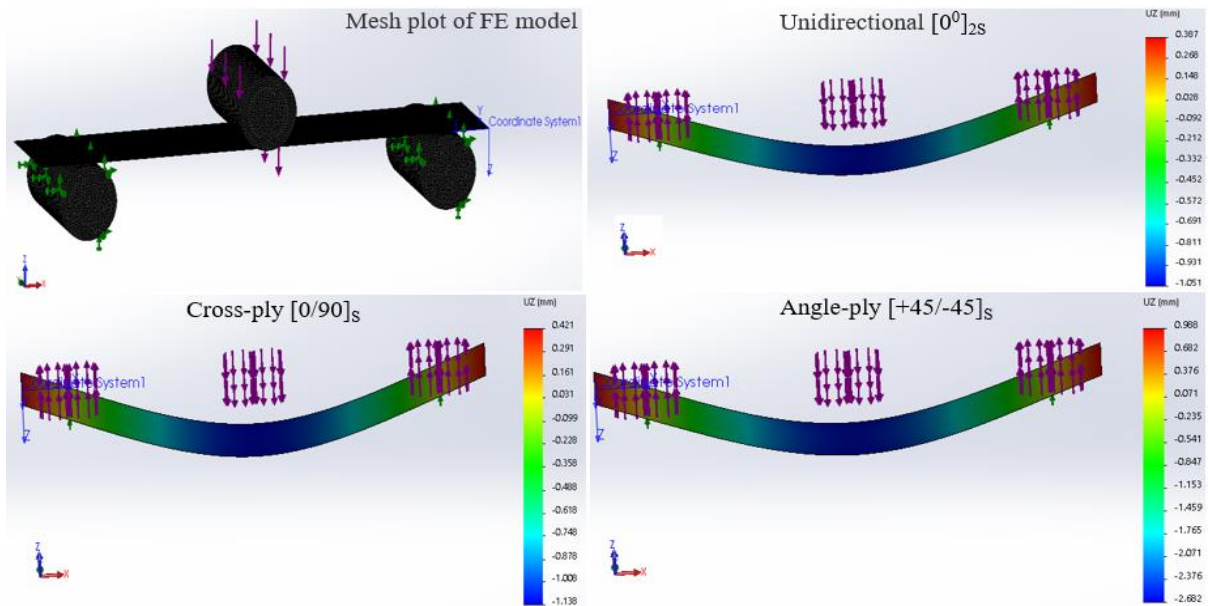 Mesh plot of FE model
Y
Coordinate System1
Z
Z
X
Unidirectional [0⁰]₂S
UZ (mm)
0.387
0.148
0.028
-0.092
-0.212
-0.332
-0.452
-0.572
-0.691
-0.811
-0.931
-1.051
Coordinate System1
Z
Z
X
Cross-ply [0/90]S
UZ (mm)
0.421
0.291
0.161
0.031
-0.099
-0.228
-0.358
-0.488
-0.618
-0.748
-0.878
-1.008
-1.138
Coordinate System1
Z
Z
X
Angle-ply [+45/-45]S
UZ (mm)
0.988
0.682
0.376
0.071
-0.235
-0.541
-0.847
-1.153
-1.459
-1.765
-2.071
-2.376
-2.682
Coordinate System1
Z
Z
X